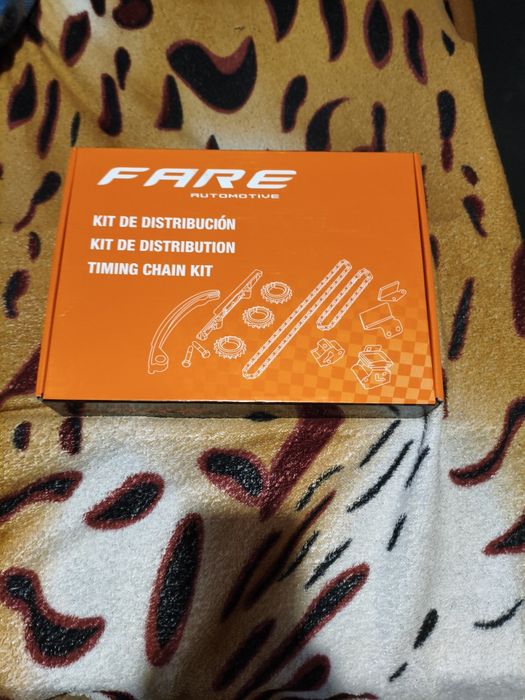 FARE
AUTOMOTIVE
KIT DE DISTRIBUCIÓN
KIT DE DISTRIBUTION
TIMING CHAIN KIT